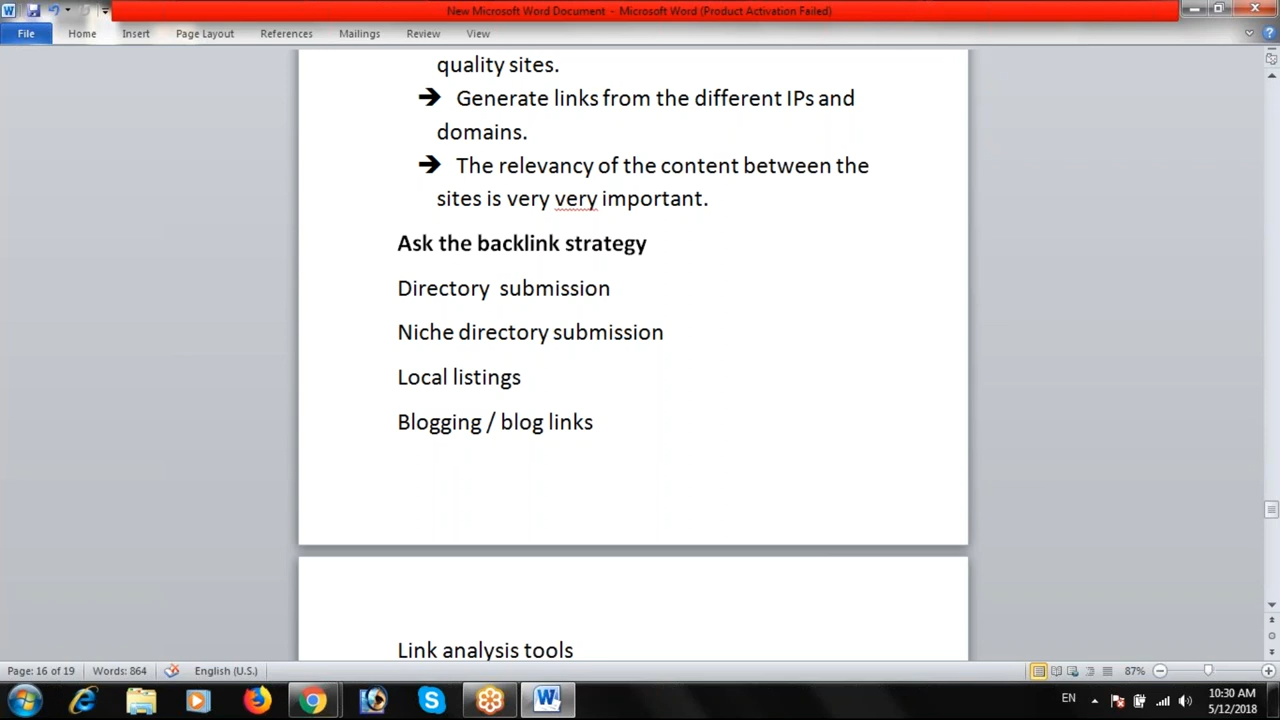 New Microsoft Word Document - Microsoft Word (Product Activation Failed)
File Home Insert Page Layout References Mailings Review View
quality sites.
➔ Generate links from the different IPs and
domains.
➔ The relevancy of the content between the
sites is very very important.
Ask the backlink strategy
Directory  submission
Niche directory submission
Local listings
Blogging / blog links
Link analysis tools
Page: 16 of 19 Words: 864 English (U.S.) 87%
EN 10:30 AM
5/12/2018